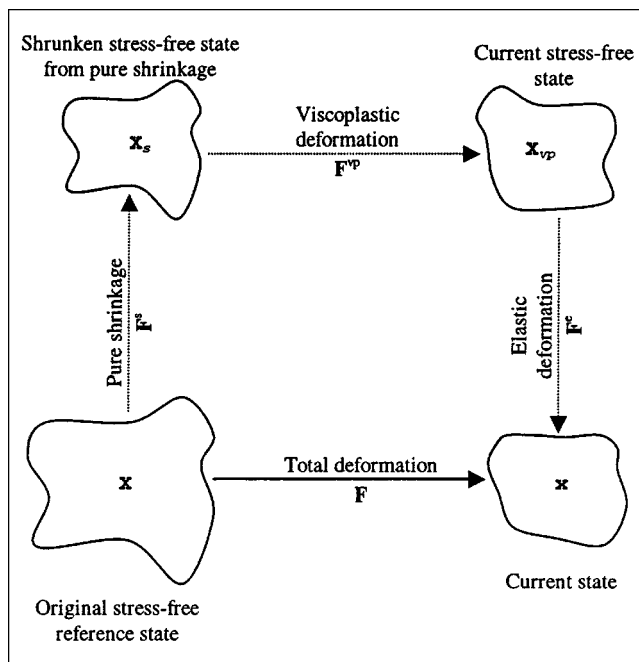 Shrunken stress-free state
from pure shrinkage
Current stress-free
state
X_s
Viscoplastic
deformation
F^vp
X_vp
Pure shrinkage
F^s
Elastic
deformation
F^e
X
Total deformation
F
x
Original stress-free
reference state
Current state